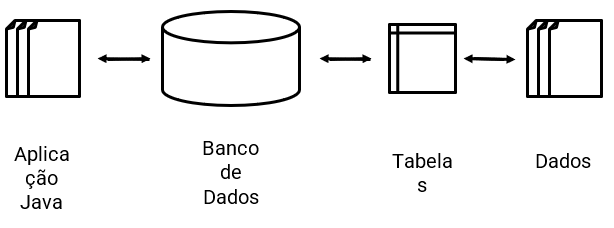 Aplica
ção
Java
Banco
de
Dados
Tabela
s
Dados